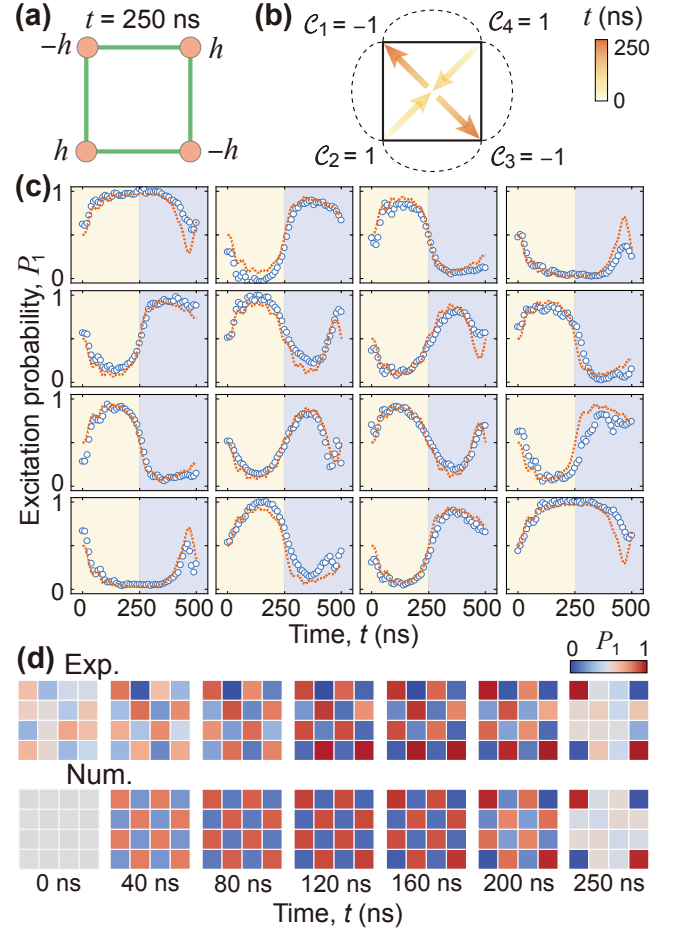 (a) t = 250 ns
−h h
h −h
(b) C₁ = −1 C₄ = 1
C₂ = 1 C₃ = −1
t (ns)
250
0
(c)
Excitation probability, P₁
1
0
1
0
1
0
1
0
0 250 500 0 250 500 0 250 500 0 250 500
Time, t (ns)
(d) Exp.
P₁
0 1
Num.
0 ns 40 ns 80 ns 120 ns 160 ns 200 ns 250 ns
Time, t (ns)